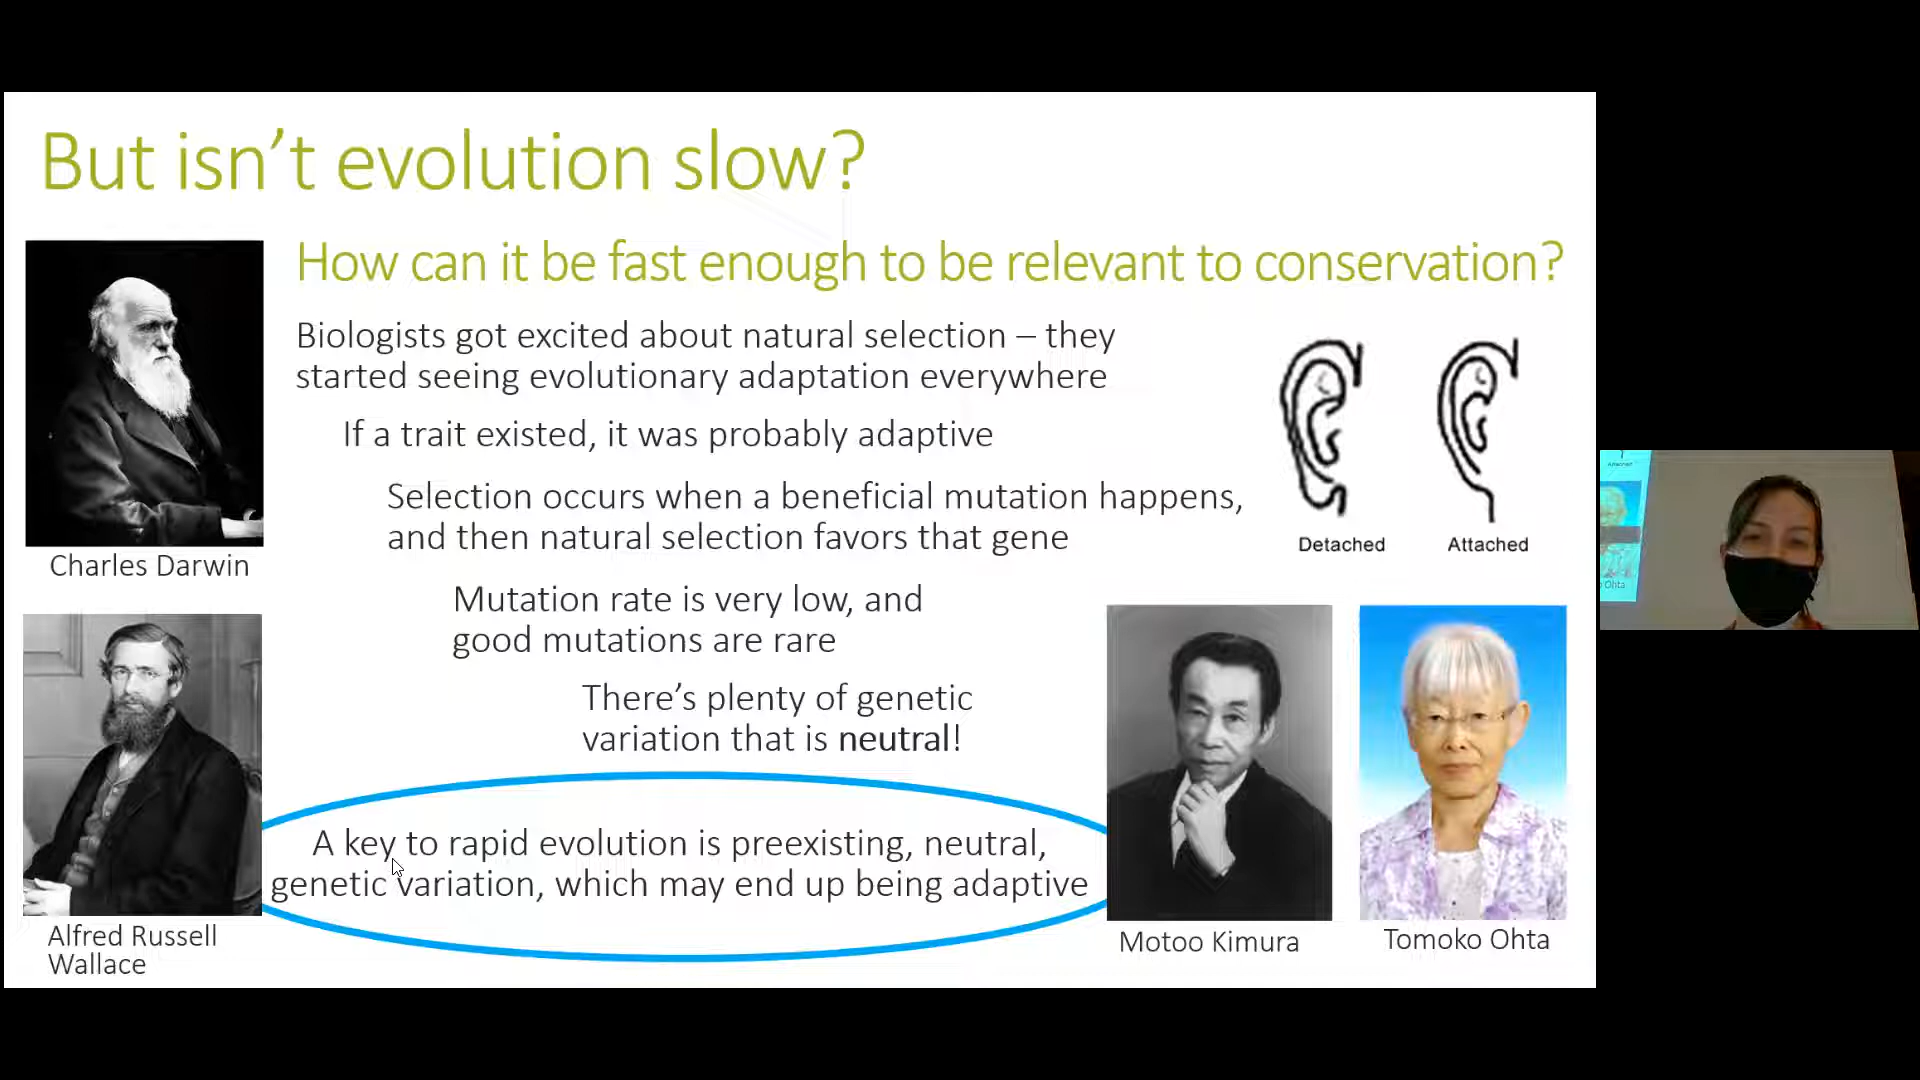 But isn't evolution slow?
How can it be fast enough to be relevant to conservation?
Biologists got excited about natural selection – they
started seeing evolutionary adaptation everywhere
If a trait existed, it was probably adaptive
Selection occurs when a beneficial mutation happens,
and then natural selection favors that gene
Detached
Attached
Charles Darwin
Mutation rate is very low, and
good mutations are rare
There's plenty of genetic
variation that is neutral!
A key to rapid evolution is preexisting, neutral,
genetic variation, which may end up being adaptive
Alfred Russell
Wallace
Motoo Kimura
Tomoko Ohta
Attached
Ohta